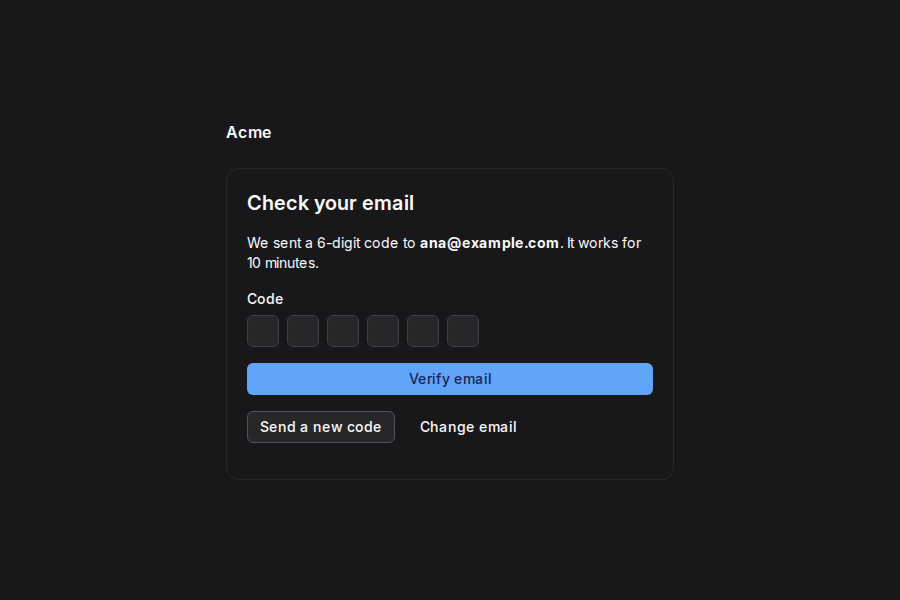 Acme
Check your email
We sent a 6-digit code to ana@example.com. It works for
10 minutes.
Code
Verify email
Send a new code
Change email